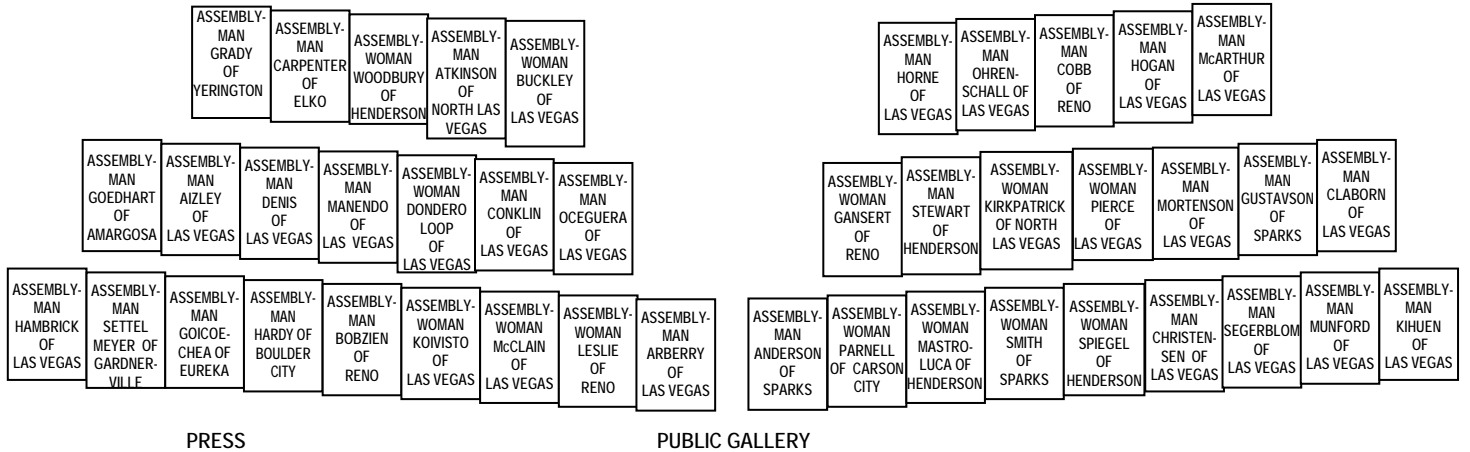 ASSEMBLY-
MAN
GRADY
OF
YERINGTON
ASSEMBLY-
MAN
CARPENTER
OF
ELKO
ASSEMBLY-
WOMAN
WOODBURY
OF
HENDERSON
ASSEMBLY-
MAN
ATKINSON
OF
NORTH LAS
VEGAS
ASSEMBLY-
WOMAN
BUCKLEY
OF
LAS VEGAS
ASSEMBLY-
MAN
HORNE
OF
LAS VEGAS
ASSEMBLY-
MAN
OHREN-
SCHALL OF
LAS VEGAS
ASSEMBLY-
MAN
COBB
OF
RENO
ASSEMBLY-
MAN
HOGAN
OF
LAS VEGAS
ASSEMBLY-
MAN
McARTHUR
OF
LAS VEGAS
ASSEMBLY-
MAN
GOEDHART
OF
AMARGOSA
ASSEMBLY-
MAN
AIZLEY
OF
LAS VEGAS
ASSEMBLY-
MAN
DENIS
OF
LAS VEGAS
ASSEMBLY-
MAN
MANENDO
OF
LAS VEGAS
ASSEMBLY-
WOMAN
DONDERO
LOOP
OF
LAS VEGAS
ASSEMBLY-
MAN
CONKLIN
OF
LAS VEGAS
ASSEMBLY-
MAN
OCEGUERA
OF
LAS VEGAS
ASSEMBLY-
WOMAN
GANSERT
OF
RENO
ASSEMBLY-
MAN
STEWART
OF
HENDERSON
ASSEMBLY-
WOMAN
KIRKPATRICK
OF NORTH
LAS VEGAS
ASSEMBLY-
WOMAN
PIERCE
OF
LAS VEGAS
ASSEMBLY-
MAN
MORTENSON
OF
LAS VEGAS
ASSEMBLY-
MAN
GUSTAVSON
OF
SPARKS
ASSEMBLY-
MAN
CLABORN
OF
LAS VEGAS
ASSEMBLY-
MAN
HAMBRICK
OF
LAS VEGAS
ASSEMBLY-
MAN
SETTEL
MEYER OF
GARDNER-
VILLE
ASSEMBLY-
MAN
GOICOE-
CHEA OF
EUREKA
ASSEMBLY-
MAN
HARDY OF
BOULDER
CITY
ASSEMBLY-
MAN
BOBZIEN
OF
RENO
ASSEMBLY-
WOMAN
KOIVISTO
OF
LAS VEGAS
ASSEMBLY-
WOMAN
McCLAIN
OF
LAS VEGAS
ASSEMBLY-
WOMAN
LESLIE
OF
RENO
ASSEMBLY-
MAN
ARBERRY
OF
LAS VEGAS
ASSEMBLY-
MAN
ANDERSON
OF
SPARKS
ASSEMBLY-
WOMAN
PARNELL
OF CARSON
CITY
ASSEMBLY-
WOMAN
MASTRO-
LUCA OF
HENDERSON
ASSEMBLY-
WOMAN
SMITH
OF
SPARKS
ASSEMBLY-
WOMAN
SPIEGEL
OF
HENDERSON
ASSEMBLY-
MAN
CHRISTEN-
SEN OF
LAS VEGAS
ASSEMBLY-
MAN
SEGERBLOM
OF
LAS VEGAS
ASSEMBLY-
MAN
MUNFORD
OF
LAS VEGAS
ASSEMBLY-
MAN
KIHUEN
OF
LAS VEGAS
PRESS
PUBLIC GALLERY